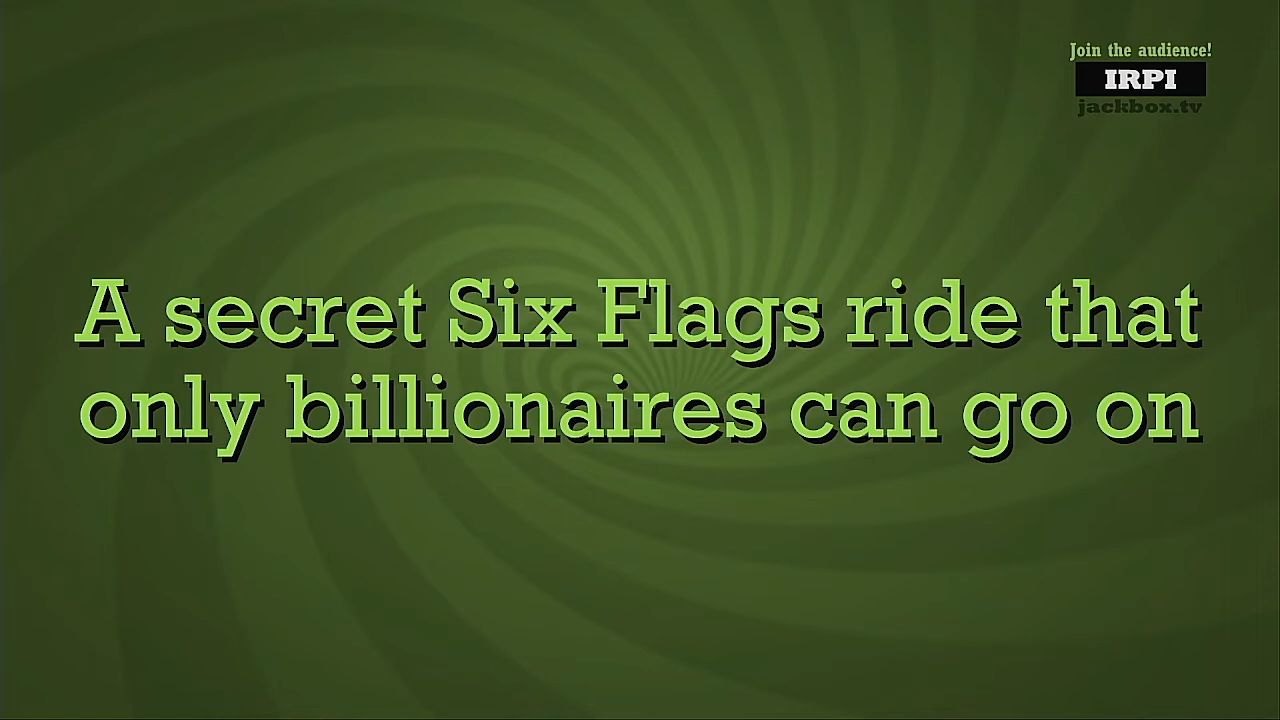 Join the audience!
IRPI
jackbox.tv
A secret Six Flags ride that
only billionaires can go on